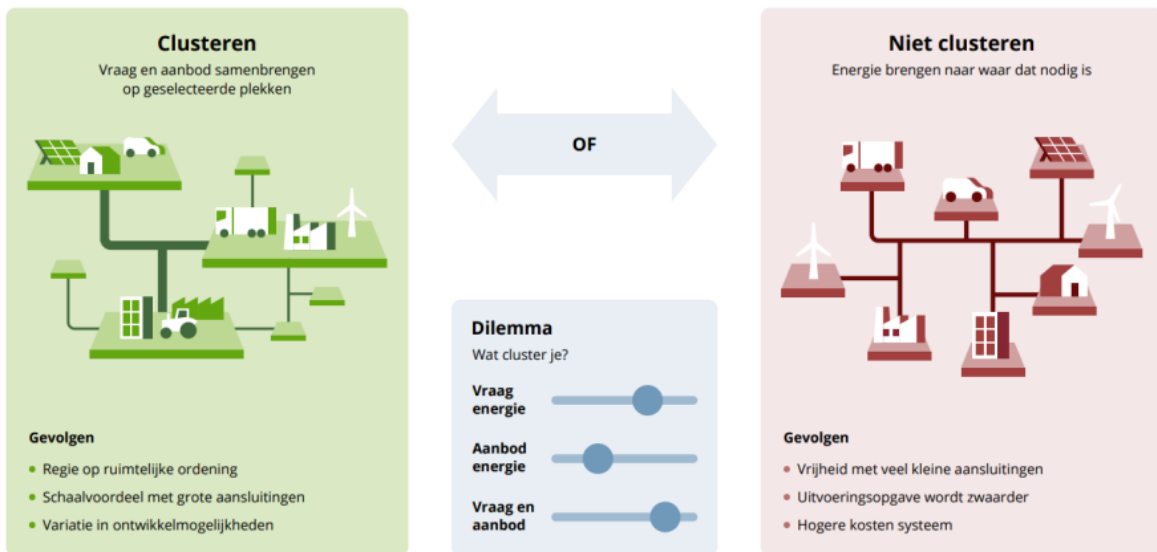 Clusteren
Vraag en aanbod samenbrengen
op geselecteerde plekken
Gevolgen
• Regie op ruimtelijke ordening
• Schaalvoordeel met grote aansluitingen
• Variatie in ontwikkelmogelijkheden
OF
Dilemma
Wat cluster je?
Vraag
energie
Aanbod
energie
Vraag en
aanbod
Niet clusteren
Energie brengen naar waar dat nodig is
Gevolgen
• Vrijheid met veel kleine aansluitingen
• Uitvoeringsopgave wordt zwaarder
• Hogere kosten systeem